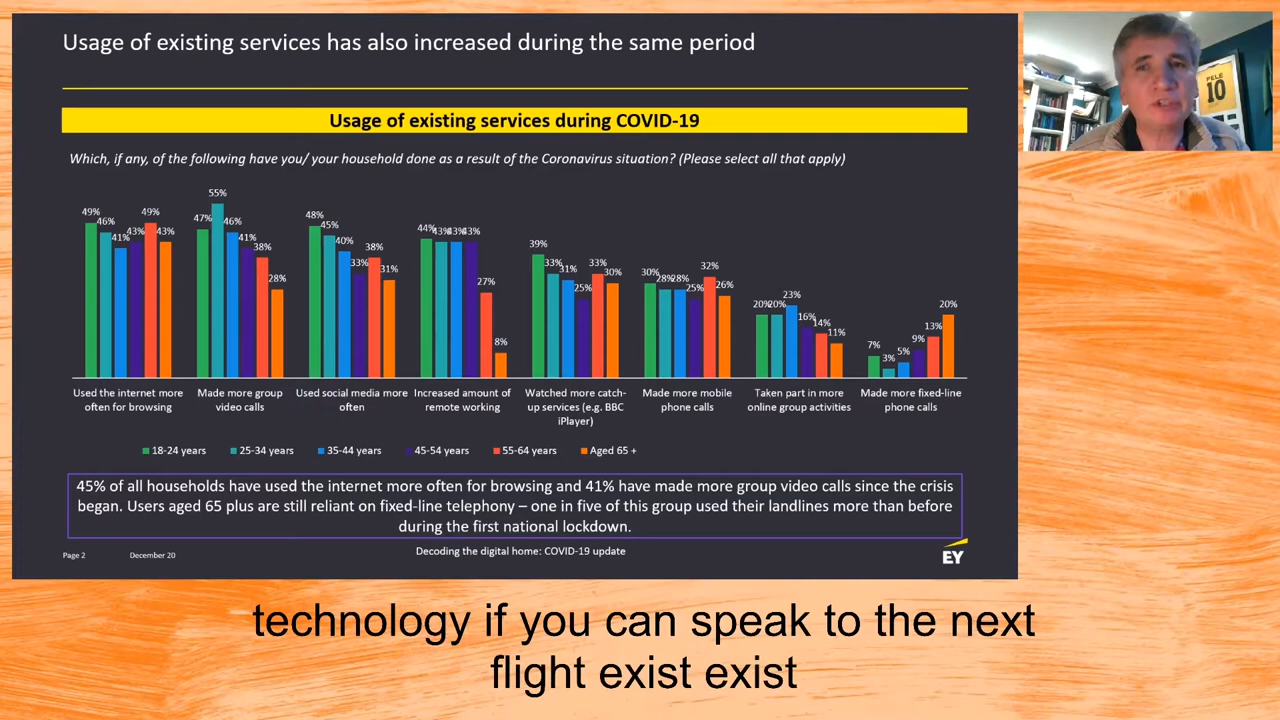 Usage of existing services has also increased during the same period
Usage of existing services during COVID-19
Which, if any, of the following have you/ your household done as a result of the Coronavirus situation? (Please select all that apply)
49% 46% 41% 43% 49% 43%
47% 55% 46% 41% 38% 28%
48% 45% 40% 33% 38% 31%
44% 43% 43% 43% 27% 8%
39% 33% 31% 25% 33% 30%
30% 28% 28% 25% 32% 26%
20% 20% 23% 16% 14% 11%
7% 3% 5% 9% 13% 20%
Used the internet more
often for browsing
Made more group
video calls
Used social media more
often
Increased amount of
remote working
Watched more catch-
up services (e.g. BBC
iPlayer)
Made more mobile
phone calls
Taken part in more
online group activities
Made more fixed-line
phone calls
18-24 years 25-34 years 35-44 years 45-54 years 55-64 years Aged 65 +
45% of all households have used the internet more often for browsing and 41% have made more group video calls since the crisis
began. Users aged 65 plus are still reliant on fixed-line telephony – one in five of this group used their landlines more than before
during the first national lockdown.
Page 2 December 20 Decoding the digital home: COVID-19 update
EY
PELÉ
10
technology if you can speak to the next
flight exist exist